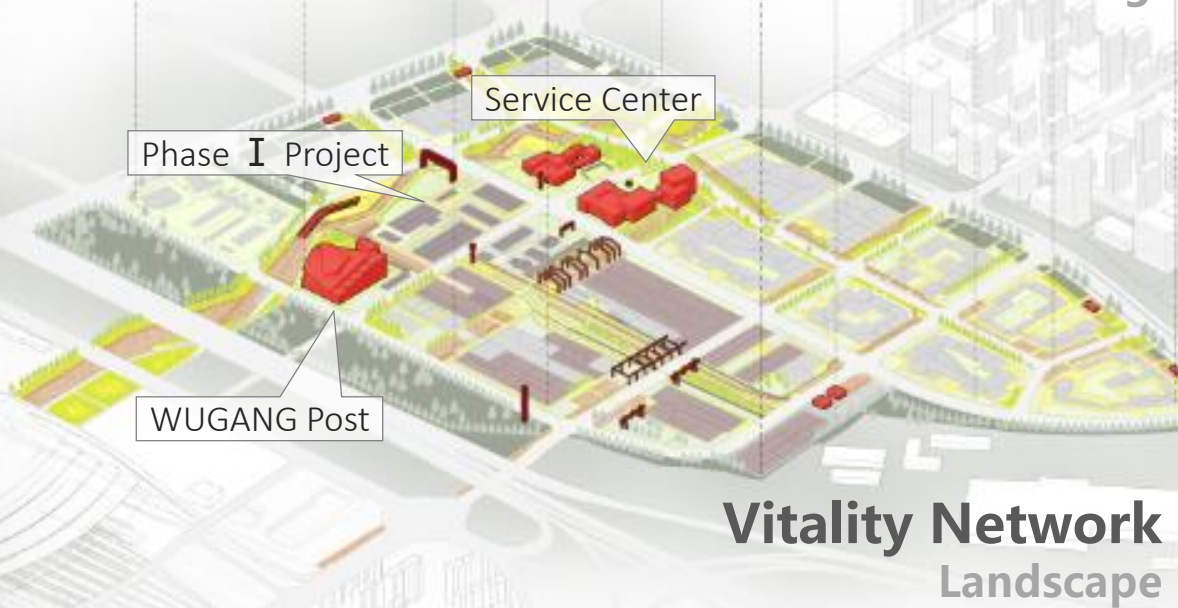 Service Center
Phase I Project
WUGANG Post
Vitality Network
Landscape